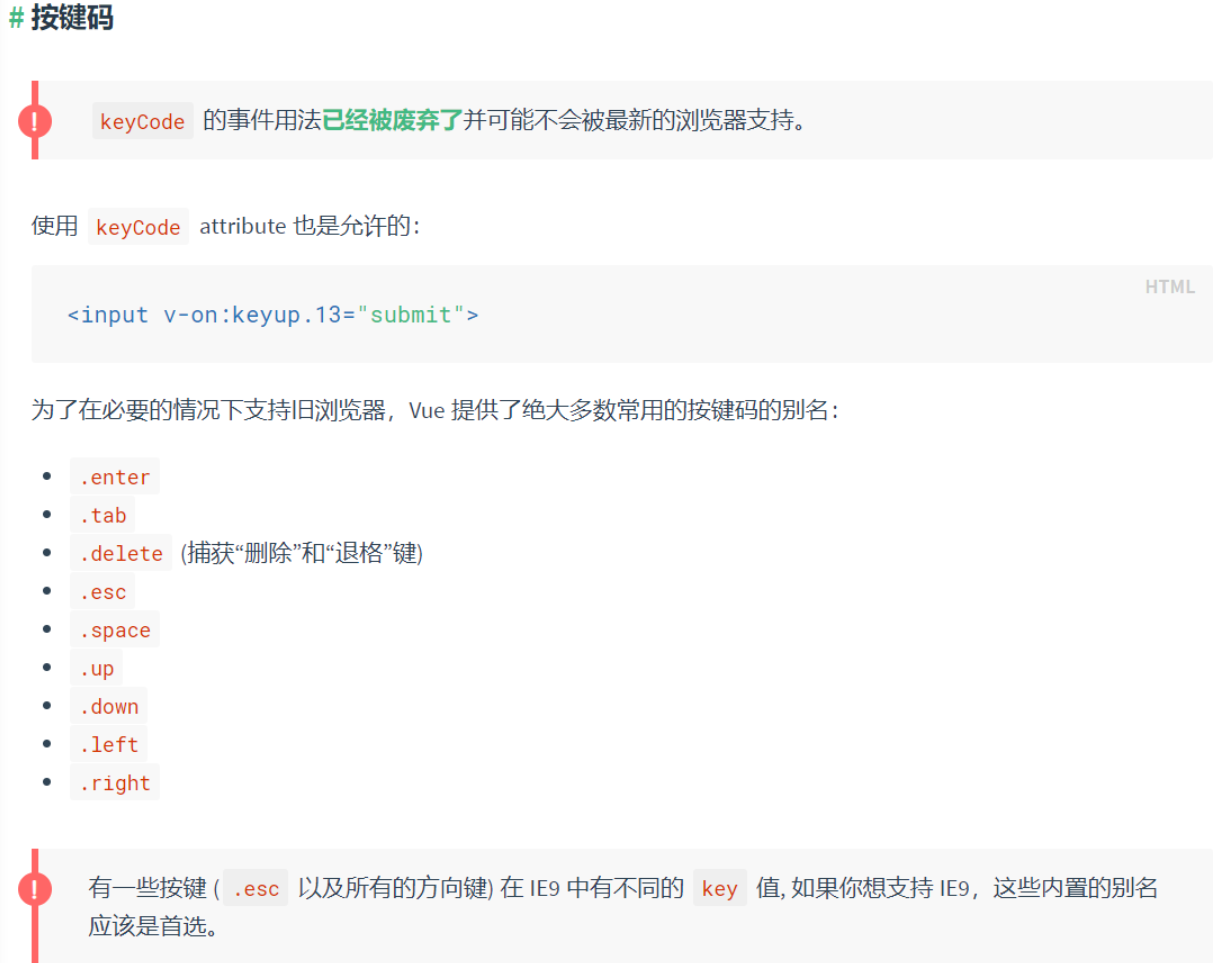 # 按键码
! keyCode 的事件用法已经被废弃了并可能不会被最新的浏览器支持。
使用 keyCode attribute 也是允许的：
HTML
<input v-on:keyup.13="submit">
为了在必要的情况下支持旧浏览器，Vue 提供了绝大多数常用的按键码的别名：
• .enter
• .tab
• .delete (捕获“删除”和“退格”键)
• .esc
• .space
• .up
• .down
• .left
• .right
! 有一些按键 ( .esc 以及所有的方向键) 在 IE9 中有不同的 key 值, 如果你想支持 IE9，这些内置的别名
应该是首选。